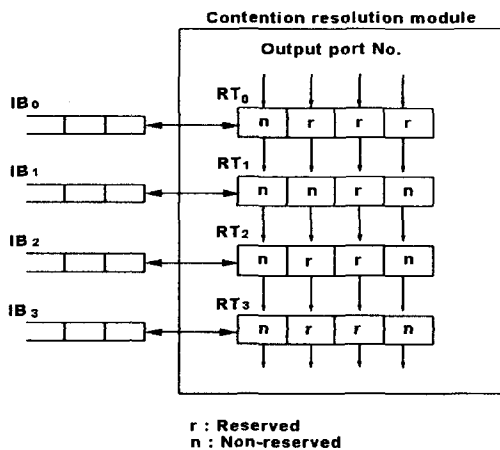 Contention resolution module
Output port No.
IB0
RT0
n r r r
IB1
RT1
n n r n
IB2
RT2
n r r n
IB3
RT3
n r r n
r : Reserved
n : Non-reserved